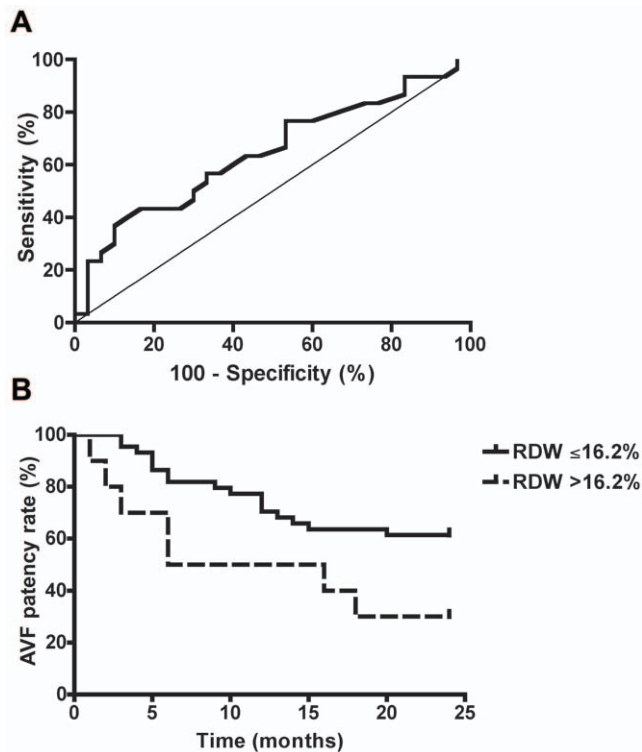 A
Sensitivity (%)
100
80
60
40
20
0
0 20 40 60 80 100
100 - Specificity (%)
B
AVF patency rate (%)
100
80
60
40
20
0
0 5 10 15 20 25
Time (months)
RDW ≤16.2%
RDW >16.2%